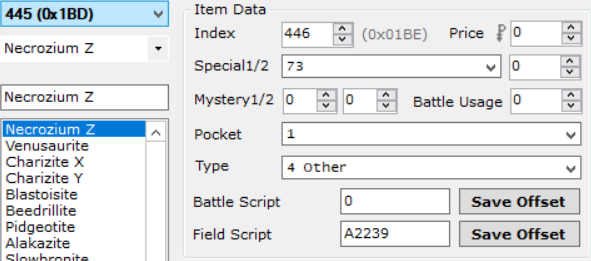 445 (0x1BD)
Necrozium Z
Necrozium Z
Necrozium Z
Venusaurite
Charizite X
Charizite Y
Blastoisite
Beedrillite
Pidgeotite
Alakazite
Slowbronite
Item Data
Index 446 (0x01BE) Price 0
Special1/2 73 0
Mystery1/2 0 0 Battle Usage 0
Pocket 1
Type 4 Other
Battle Script 0 Save Offset
Field Script A2239 Save Offset